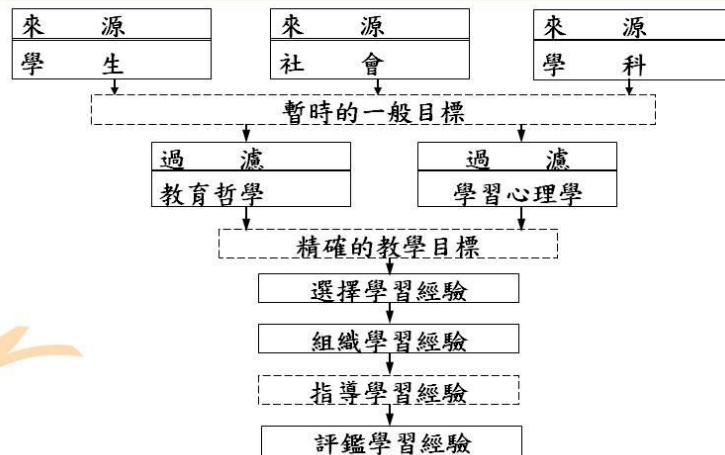 來 源
來 源
來 源
學 生
社 會
學 科
暫時的一般目標
過 濾
過 濾
教育哲學
學習心理學
精確的教學目標
選擇學習經驗
組織學習經驗
指導學習經驗
評鑑學習經驗